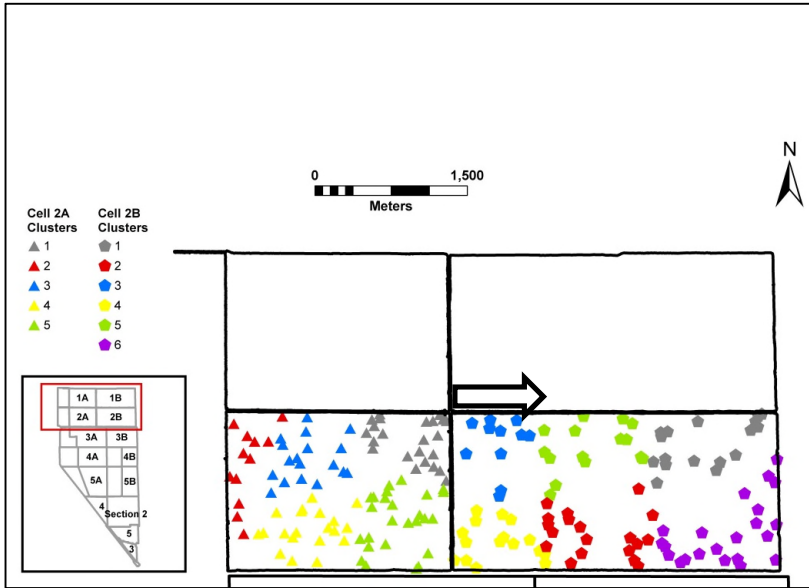 N
0 1,500
Meters
Cell 2A Cell 2B
Clusters Clusters
1 1
2 2
3 3
4 4
5 5
6
1A 1B
2A 2B
3A 3B
4A 4B
5A 5B
4
Section 2
5
3